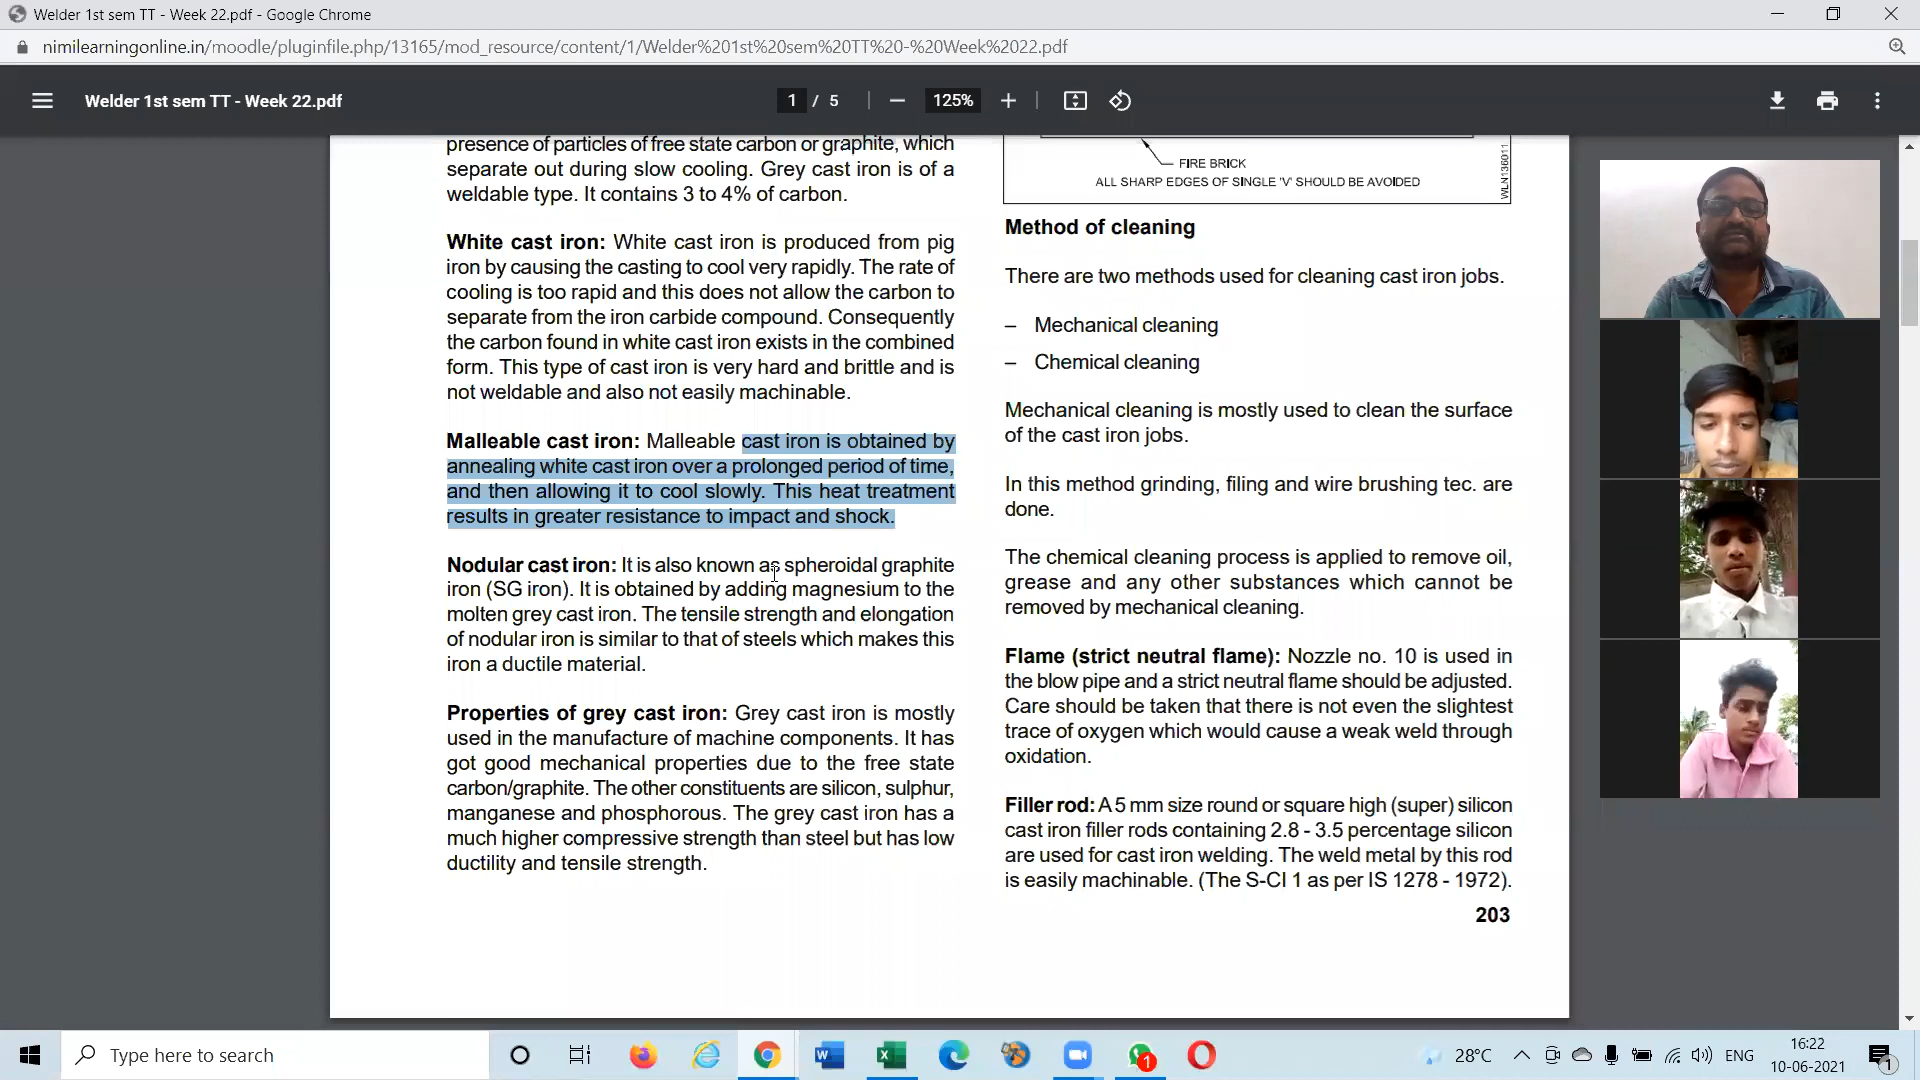 Welder 1st sem TT - Week 22.pdf - Google Chrome
nimilearningonline.in/moodle/pluginfile.php/13165/mod_resource/content/1/Welder%201st%20sem%20TT%20-%20Week%2022.pdf
Welder 1st sem TT - Week 22.pdf
1 / 5
125%
presence of particles of free state carbon or graphite, which
separate out during slow cooling. Grey cast iron is of a
weldable type. It contains 3 to 4% of carbon.
White cast iron: White cast iron is produced from pig
iron by causing the casting to cool very rapidly. The rate of
cooling is too rapid and this does not allow the carbon to
separate from the iron carbide compound. Consequently
the carbon found in white cast iron exists in the combined
form. This type of cast iron is very hard and brittle and is
not weldable and also not easily machinable.
Malleable cast iron: Malleable cast iron is obtained by
annealing white cast iron over a prolonged period of time,
and then allowing it to cool slowly. This heat treatment
results in greater resistance to impact and shock.
Nodular cast iron: It is also known as spheroidal graphite
iron (SG iron). It is obtained by adding magnesium to the
molten grey cast iron. The tensile strength and elongation
of nodular iron is similar to that of steels which makes this
iron a ductile material.
Properties of grey cast iron: Grey cast iron is mostly
used in the manufacture of machine components. It has
got good mechanical properties due to the free state
carbon/graphite. The other constituents are silicon, sulphur,
manganese and phosphorous. The grey cast iron has a
much higher compressive strength than steel but has low
ductility and tensile strength.
FIRE BRICK
ALL SHARP EDGES OF SINGLE 'V' SHOULD BE AVOIDED
WLN136011
Method of cleaning
There are two methods used for cleaning cast iron jobs.
– Mechanical cleaning
– Chemical cleaning
Mechanical cleaning is mostly used to clean the surface
of the cast iron jobs.
In this method grinding, filing and wire brushing tec. are
done.
The chemical cleaning process is applied to remove oil,
grease and any other substances which cannot be
removed by mechanical cleaning.
Flame (strict neutral flame): Nozzle no. 10 is used in
the blow pipe and a strict neutral flame should be adjusted.
Care should be taken that there is not even the slightest
trace of oxygen which would cause a weak weld through
oxidation.
Filler rod: A 5 mm size round or square high (super) silicon
cast iron filler rods containing 2.8 - 3.5 percentage silicon
are used for cast iron welding. The weld metal by this rod
is easily machinable. (The S-CI 1 as per IS 1278 - 1972).
203
Type here to search
1
28°C
ENG
16:22
10-06-2021
1